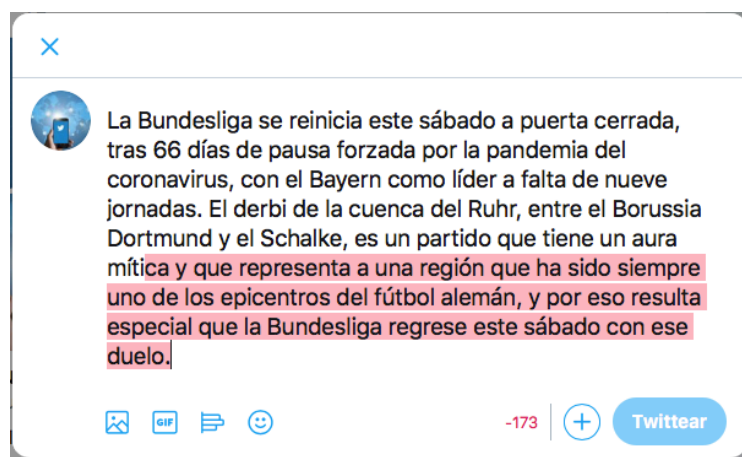 La Bundesliga se reinicia este sábado a puerta cerrada,
tras 66 días de pausa forzada por la pandemia del
coronavirus, con el Bayern como líder a falta de nueve
jornadas. El derbi de la cuenca del Ruhr, entre el Borussia
Dortmund y el Schalke, es un partido que tiene un aura
mítica y que representa a una región que ha sido siempre
uno de los epicentros del fútbol alemán, y por eso resulta
especial que la Bundesliga regrese este sábado con ese
duelo.
GIF -173 Twittear